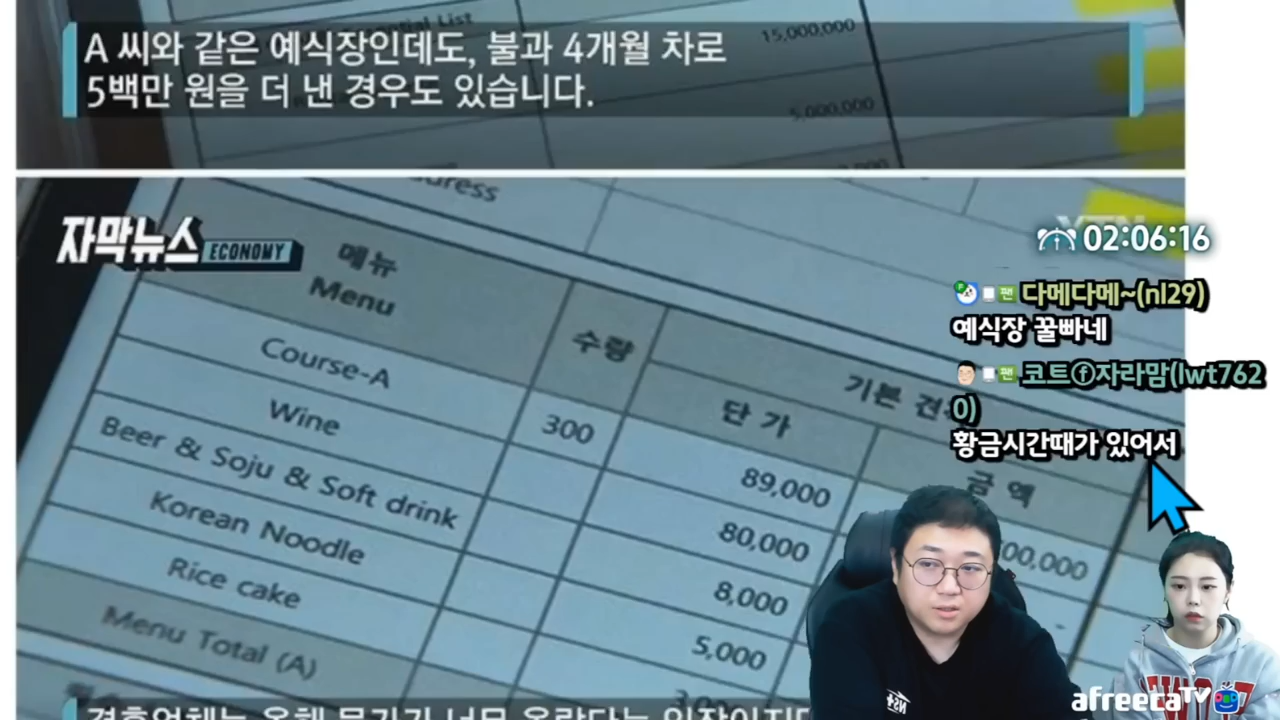 15,000,000
A 씨와 같은 예식장인데도, 불과 4개월 차로
5백만 원을 더 낸 경우도 있습니다.
5,000,000
자막뉴스 ECONOMY
YTN
02:06:16
메뉴
Menu
수량
기본
단 가
금 액
Course-A
300
89,000
Wine
80,000
Beer & Soju & Soft drink
8,000
Korean Noodle
5,000
Rice cake
Menu Total (A)
다메다메~(nl29)
예식장 꿀빠네
코트ⓕ자라맘(lwt762
0)
황금시간때가 있어서
afreecaTV